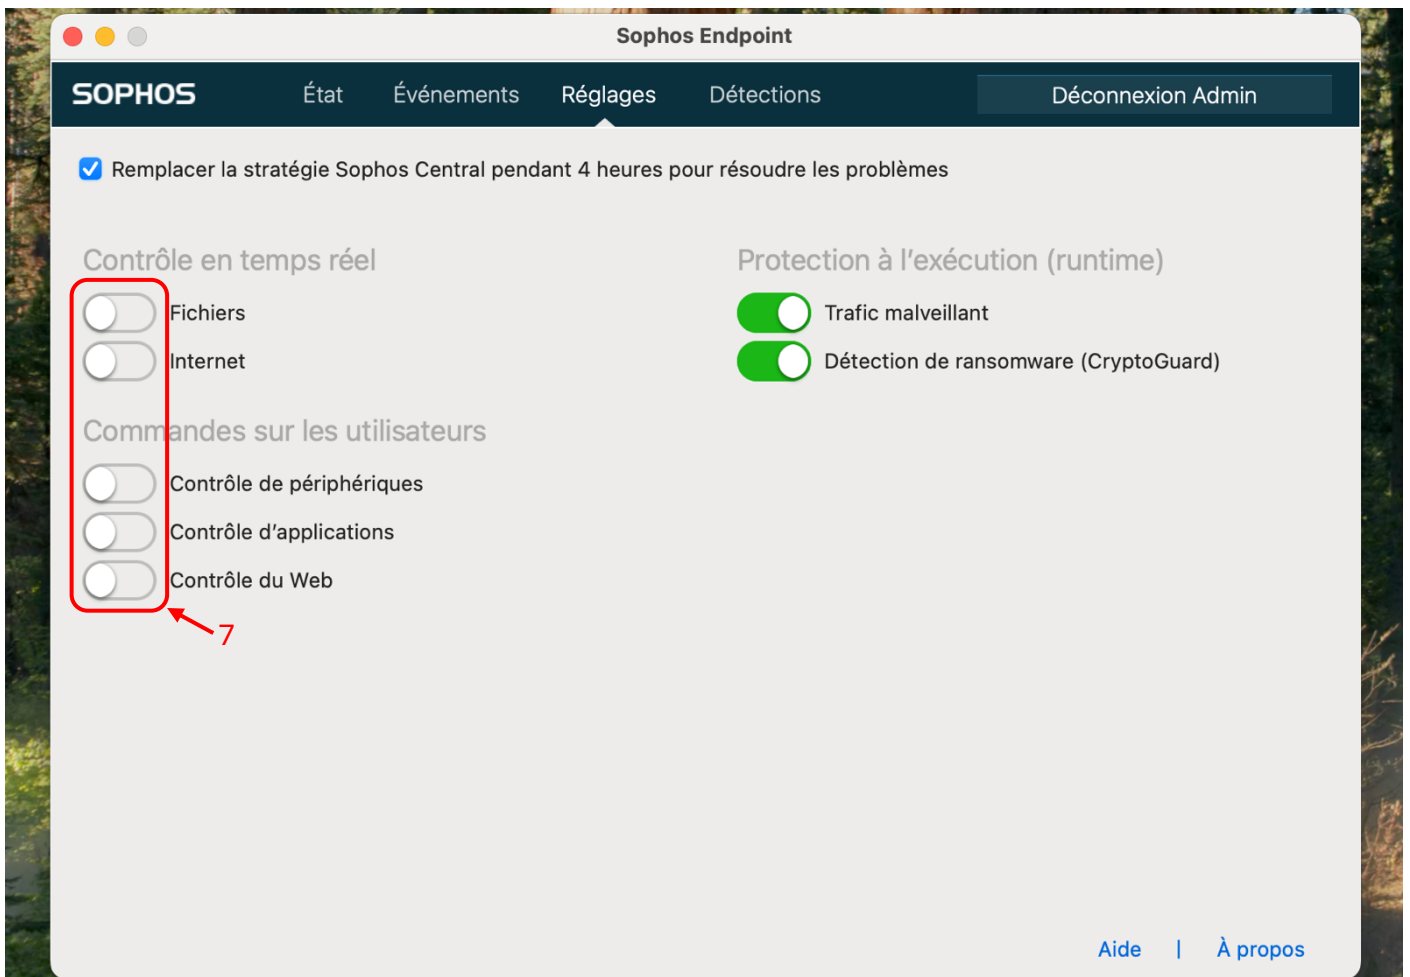 Sophos Endpoint
SOPHOS
État
Événements
Réglages
Détections
Déconnexion Admin
Remplacer la stratégie Sophos Central pendant 4 heures pour résoudre les problèmes
Contrôle en temps réel
Fichiers
Internet
Commandes sur les utilisateurs
Contrôle de périphériques
Contrôle d’applications
Contrôle du Web
7
Protection à l’exécution (runtime)
Trafic malveillant
Détection de ransomware (CryptoGuard)
Aide | À propos